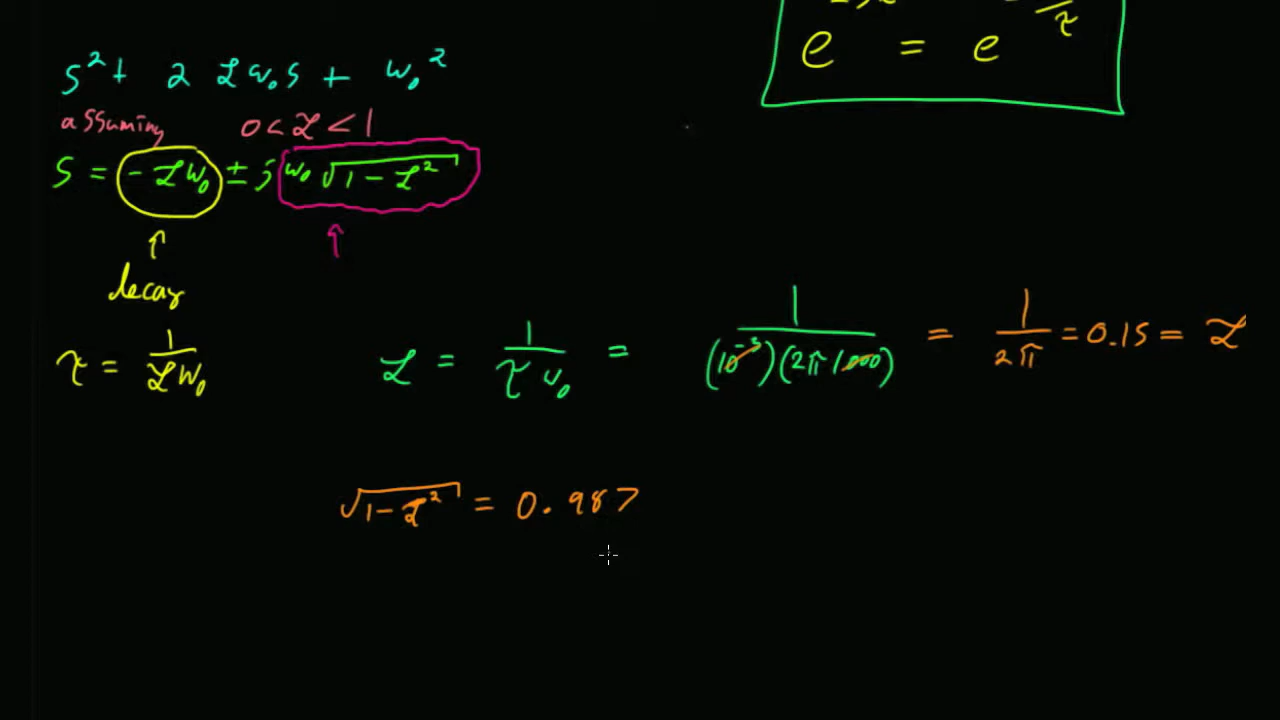 e = e τ
s² + 2 ζω₀s + ω₀²
assuming 0 < ζ < 1
s = -ζω₀ ± j ω₀ √(1 - ζ²)
decay
τ = 1/(ζω₀)
ζ = 1/(τω₀) = 1/((10⁻³)(2π1000)) = 1/(2π) = 0.15 = ζ
√(1-ζ²) = 0.987